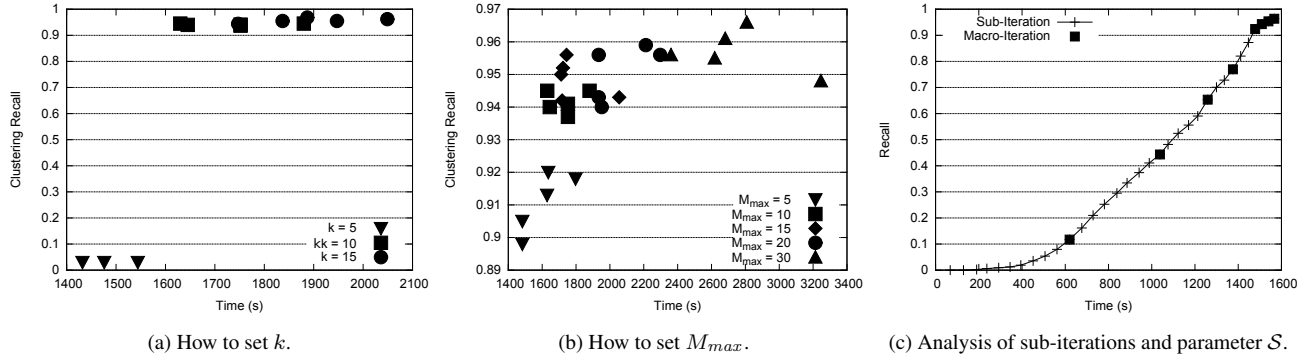 Clustering Recall
1
0.9
0.8
0.7
0.6
0.5
0.4
0.3
0.2
0.1
0
k = 5
kk = 10
k = 15
1400 1500 1600 1700 1800 1900 2000 2100
Time (s)
(a) How to set k.
Clustering Recall
0.97
0.96
0.95
0.94
0.93
0.92
0.91
0.9
0.89
M_max = 5
M_max = 10
M_max = 15
M_max = 20
M_max = 30
1400 1600 1800 2000 2200 2400 2600 2800 3000 3200 3400
Time (s)
(b) How to set M_max.
Recall
1
0.9
0.8
0.7
0.6
0.5
0.4
0.3
0.2
0.1
0
Sub-Iteration
Macro-Iteration
0 200 400 600 800 1000 1200 1400 1600
Time (s)
(c) Analysis of sub-iterations and parameter S.